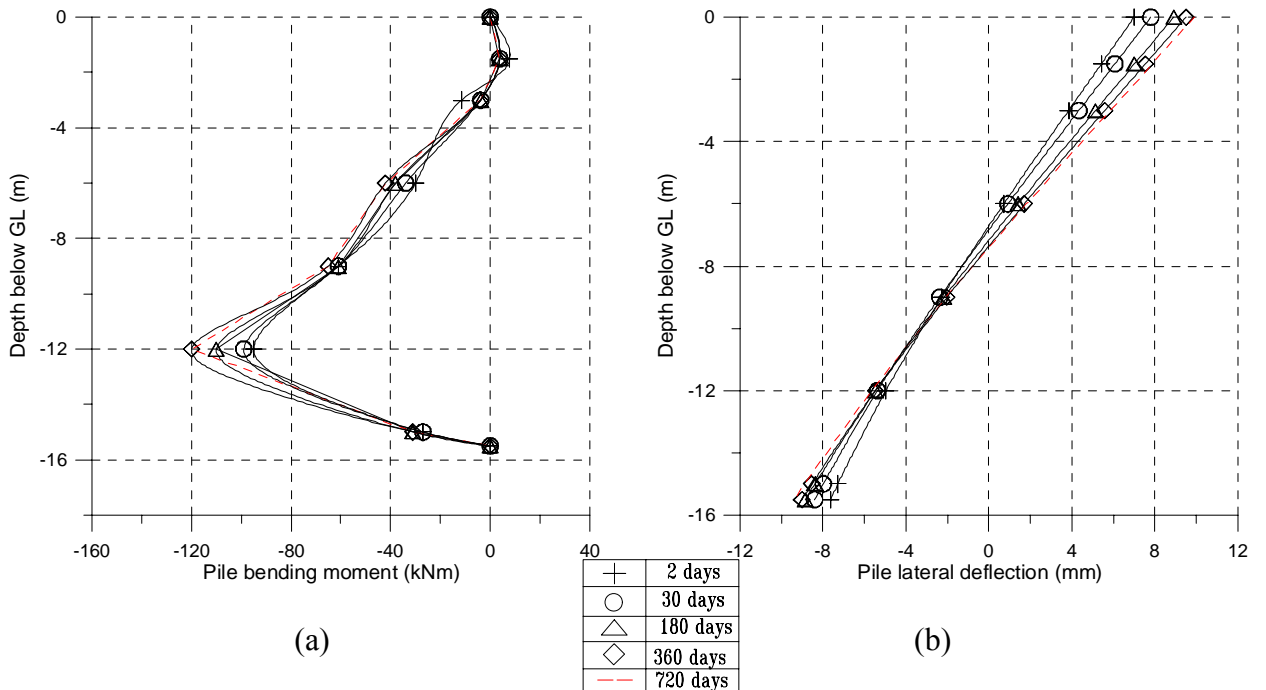 0
-4
-8
-12
-16
Depth below GL (m)
-160 -120 -80 -40 0 40
Pile bending moment (kNm)
(a)
0
-4
-8
-12
-16
Depth below GL (m)
-12 -8 -4 0 4 8 12
Pile lateral deflection (mm)
(b)
2 days
30 days
180 days
360 days
720 days